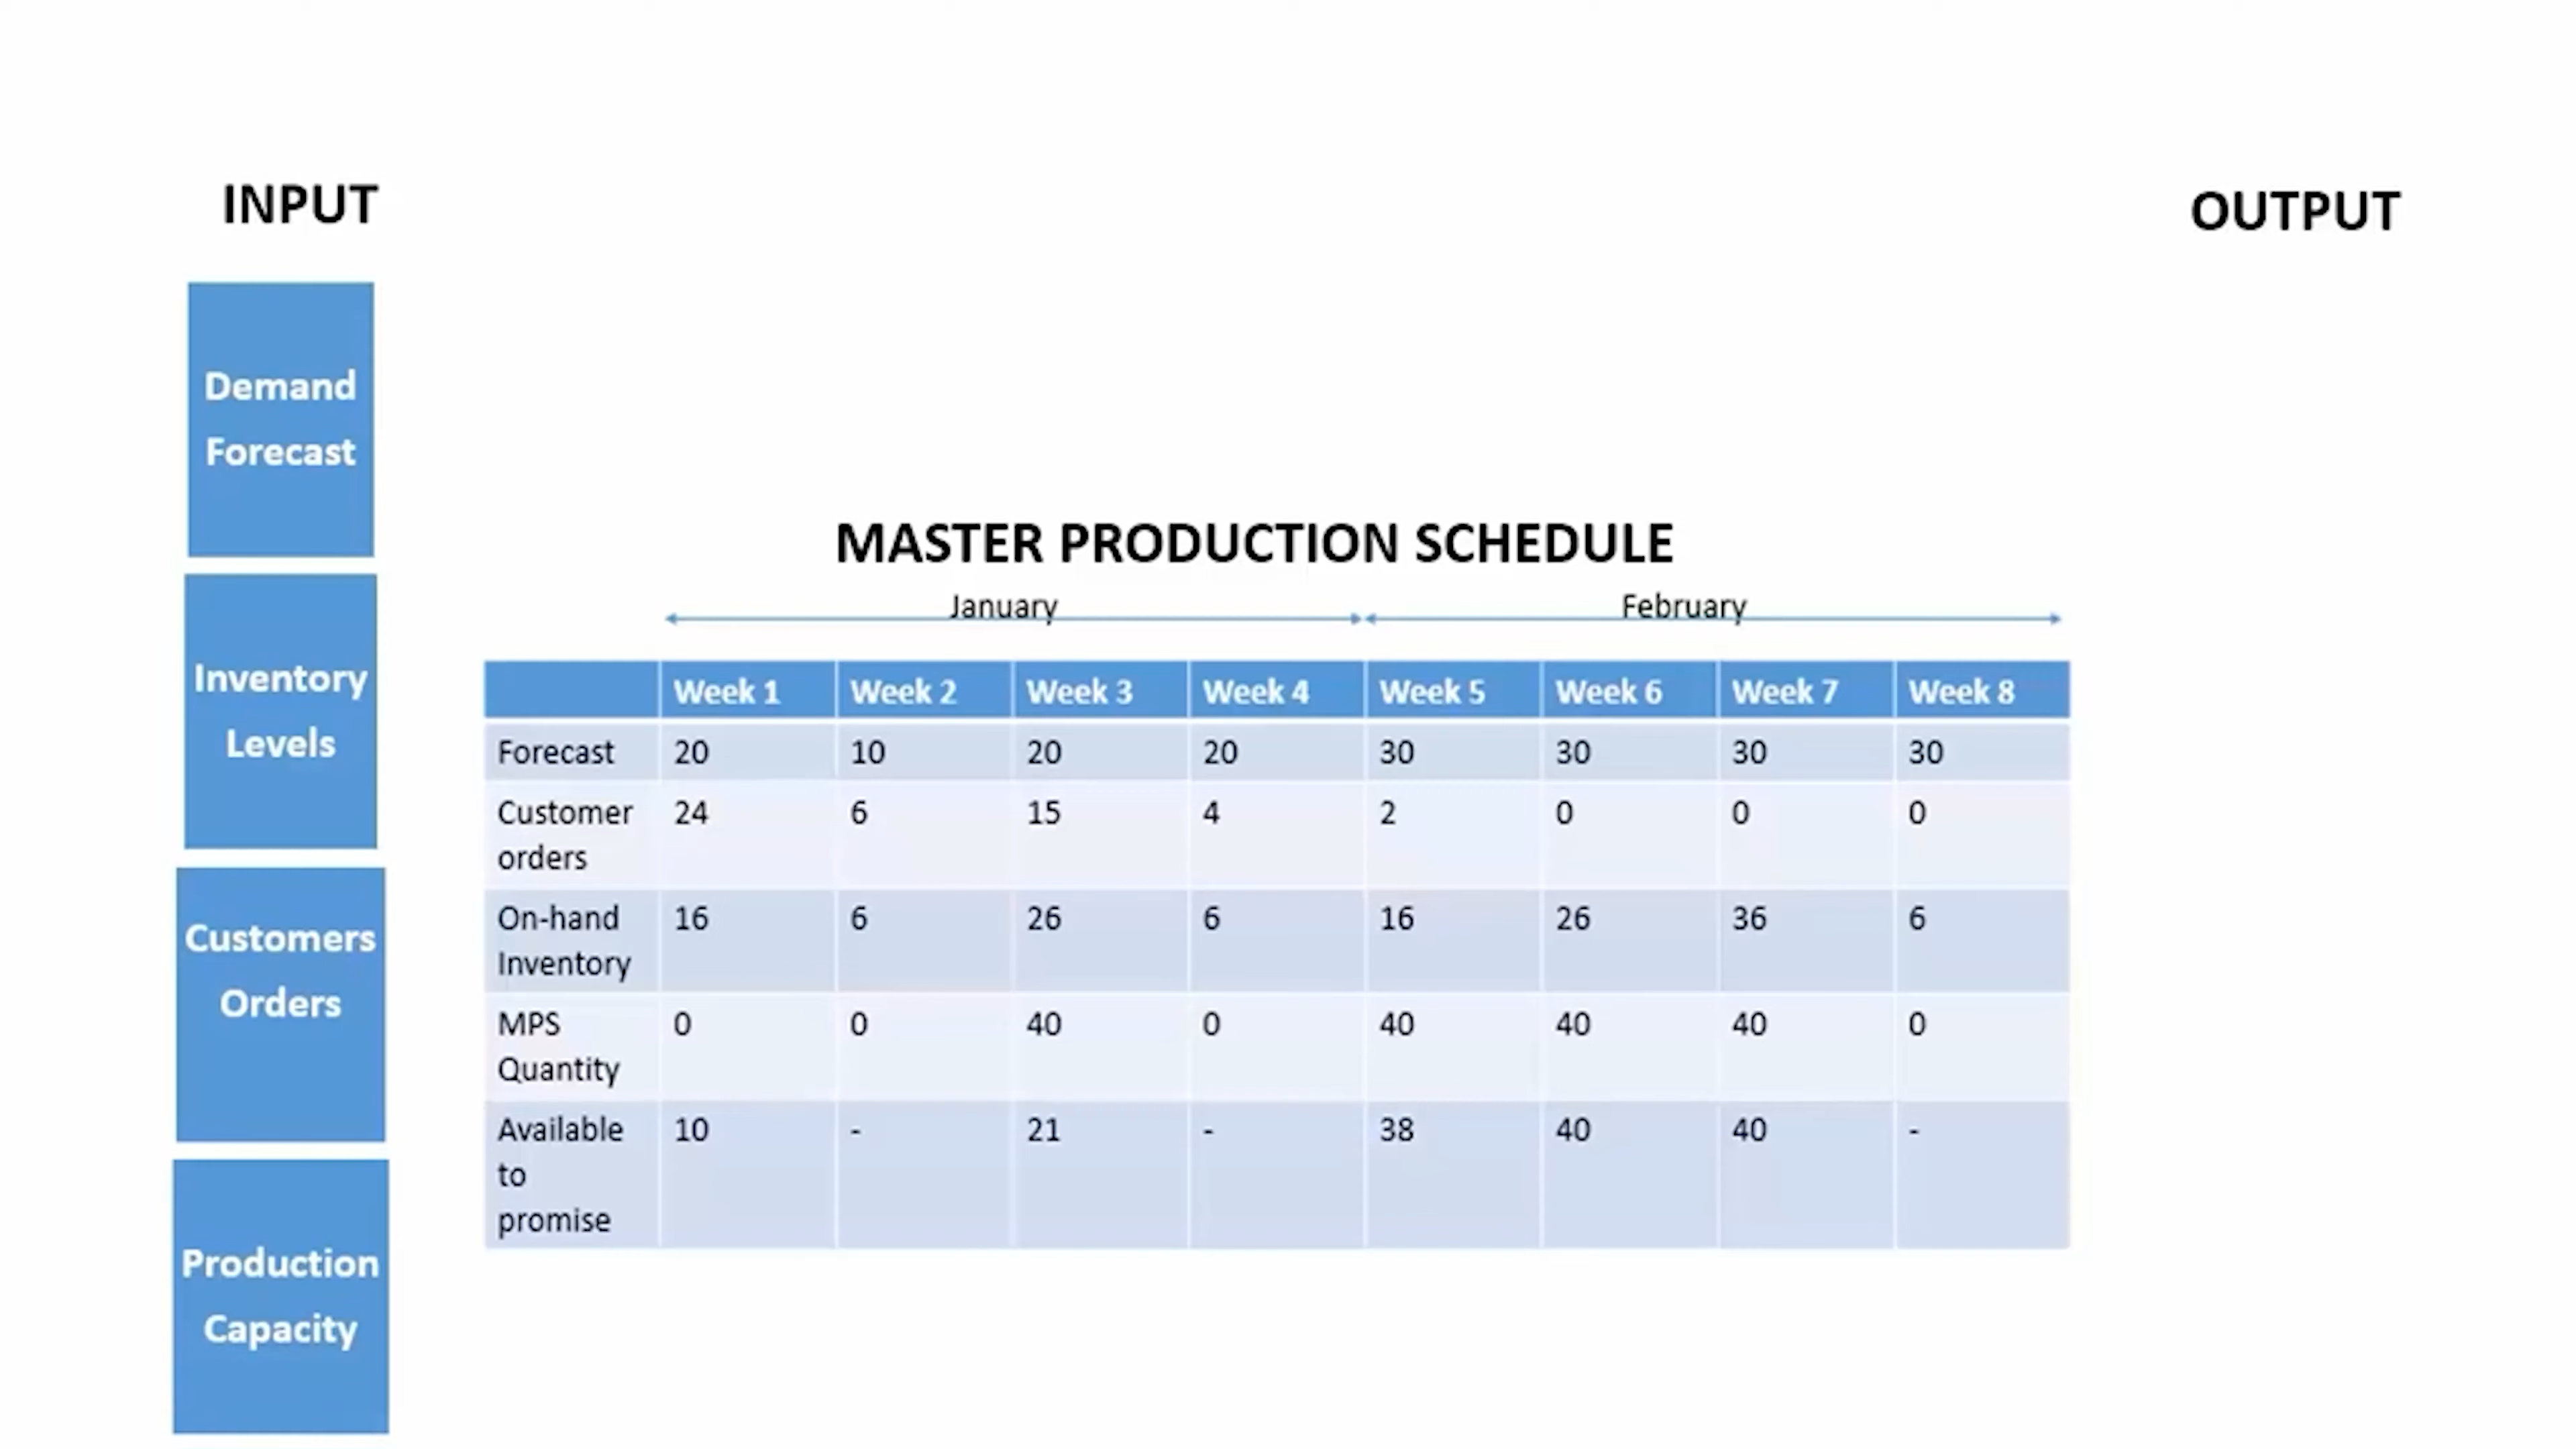 INPUT
OUTPUT
Demand
Forecast
Inventory
Levels
Customers
Orders
Production
Capacity
MASTER PRODUCTION SCHEDULE
January February
Week 1 Week 2 Week 3 Week 4 Week 5 Week 6 Week 7 Week 8
Forecast 20 10 20 20 30 30 30 30
Customer 24 6 15 4 2 0 0 0
orders
On-hand 16 6 26 6 16 26 36 6
Inventory
MPS 0 0 40 0 40 40 40 0
Quantity
Available 10 - 21 - 38 40 40 -
to
promise